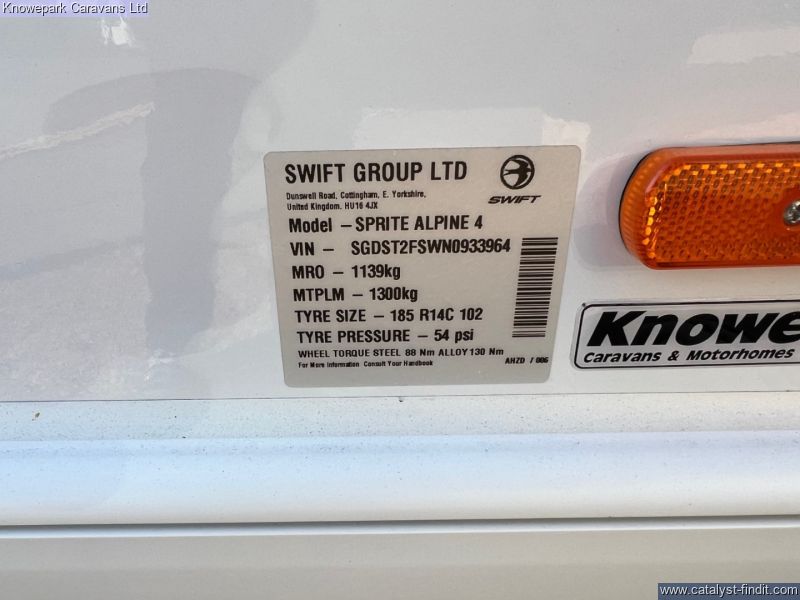 Knowepark Caravans Ltd
SWIFT GROUP LTD
Dunswell Road, Cottingham, E. Yorkshire,
United Kingdom. HU16 4JX
SWIFT
Model – SPRITE ALPINE 4
VIN – SGDST2FSWN0933964
MRO – 1139kg
MTPLM – 1300kg
TYRE SIZE – 185 R14C 102
TYRE PRESSURE – 54 psi
WHEEL TORQUE STEEL 88 Nm ALLOY 130 Nm
For More Information Consult Your Handbook
AHZD / 006
Knowe
Caravans & Motorhomes
www.catalyst-findit.com